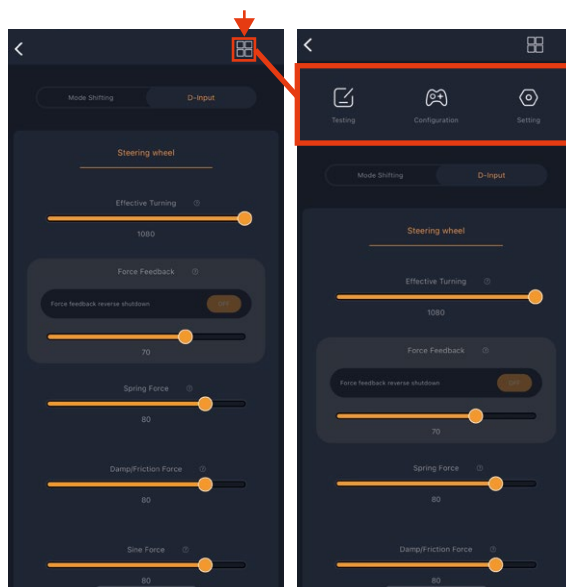 Mode Shifting D-Input
Steering wheel
Effective Turning
1080
Force Feedback
Force feedback reverse shutdown OFF
70
Spring Force
80
Damp/Friction Force
80
Sine Force
80
Testing Configuration Setting
Mode Shifting D-Input
Steering wheel
Effective Turning
1080
Force Feedback
Force feedback reverse shutdown OFF
70
Spring Force
80
Damp/Friction Force
80